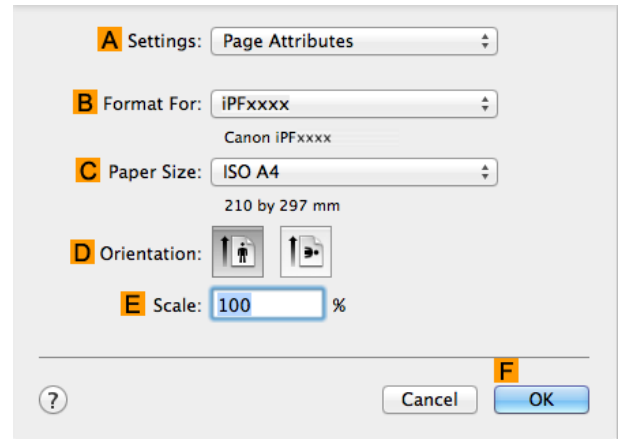 A Settings: Page Attributes
B Format For: iPFxxxx
Canon iPFxxxx
C Paper Size: ISO A4
210 by 297 mm
D Orientation:
E Scale: 100 %
F
? Cancel OK